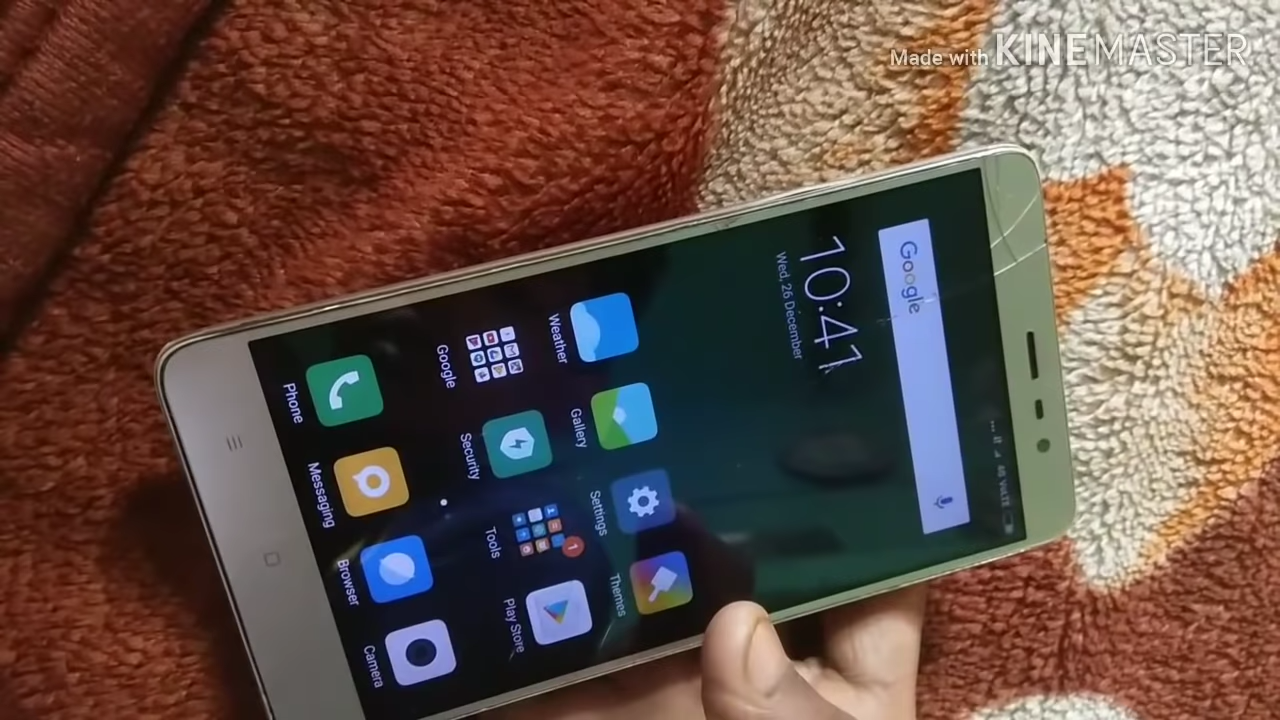 Made with KINEMASTER
Google
10:41
Wed, 26 December
Weather
Gallery
Settings
Themes
Google
Security
Tools
1
Play Store
Phone
Messaging
Browser
Camera